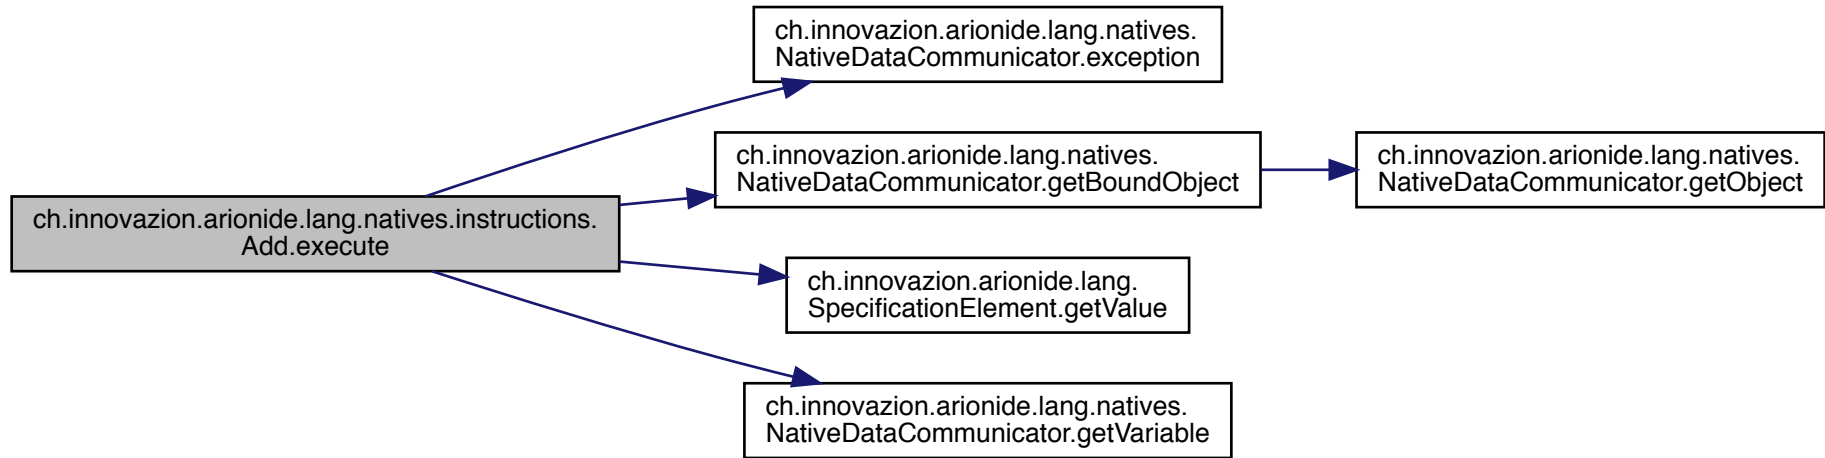 ch.innovazion.arionide.lang.natives.
NativeDataCommunicator.exception
ch.innovazion.arionide.lang.natives.
NativeDataCommunicator.getBoundObject
ch.innovazion.arionide.lang.natives.
NativeDataCommunicator.getObject
ch.innovazion.arionide.lang.natives.instructions.
Add.execute
ch.innovazion.arionide.lang.
SpecificationElement.getValue
ch.innovazion.arionide.lang.natives.
NativeDataCommunicator.getVariable